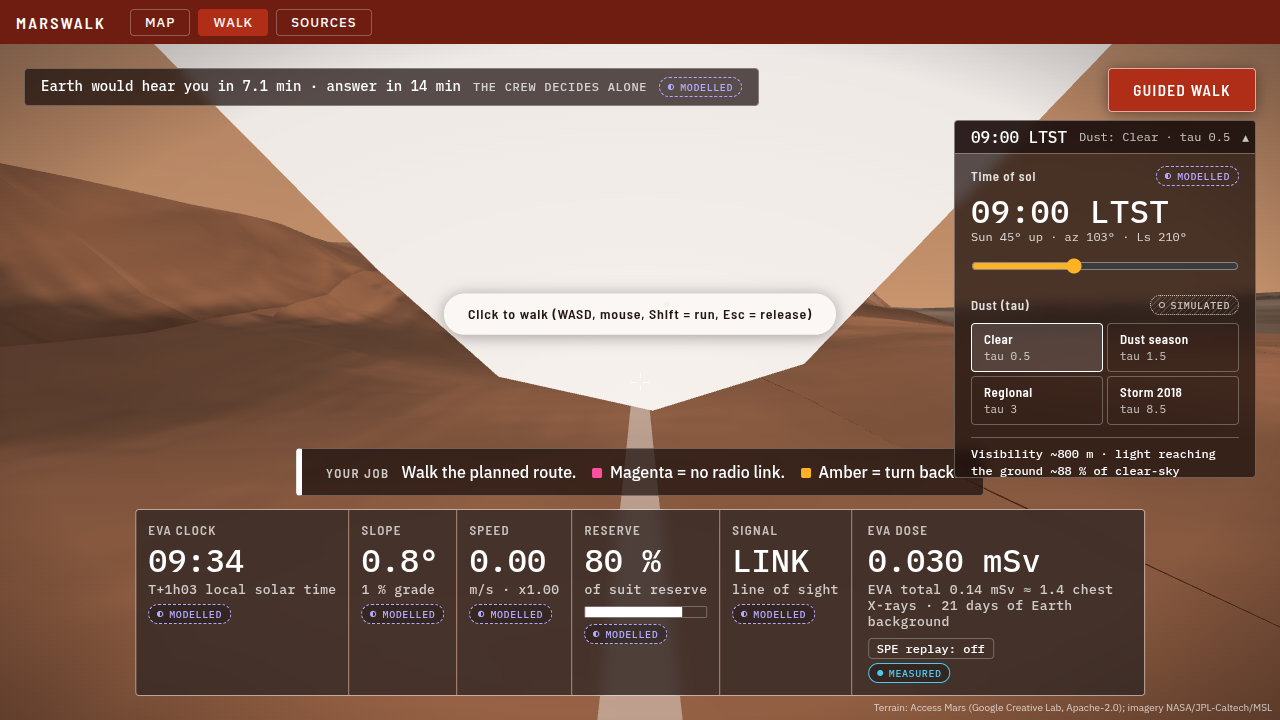 MARSWALK
MAP
WALK
SOURCES
Earth would hear you in 7.1 min · answer in 14 min THE CREW DECIDES ALONE ◐ MODELLED
GUIDED WALK
09:00 LTST Dust: Clear · tau 0.5 ▲
Time of sol ◐ MODELLED
09:00 LTST
Sun 45° up · az 103° · Ls 210°
Dust (tau) ○ SIMULATED
Clear
tau 0.5
Dust season
tau 1.5
Regional
tau 3
Storm 2018
tau 8.5
Visibility ~800 m · light reaching
the ground ~88 % of clear-sky
Click to walk (WASD, mouse, Shift = run, Esc = release)
YOUR JOB Walk the planned route. Magenta = no radio link. Amber = turn back
EVA CLOCK
09:34
T+1h03 local solar time
◐ MODELLED
SLOPE
0.8°
1 % grade
◐ MODELLED
SPEED
0.00
m/s · x1.00
◐ MODELLED
RESERVE
80 %
of suit reserve
◐ MODELLED
SIGNAL
LINK
line of sight
◐ MODELLED
EVA DOSE
0.030 mSv
EVA total 0.14 mSv ≈ 1.4 chest
X-rays · 21 days of Earth
background
SPE replay: off
● MEASURED
Terrain: Access Mars (Google Creative Lab, Apache-2.0); imagery NASA/JPL-Caltech/MSL